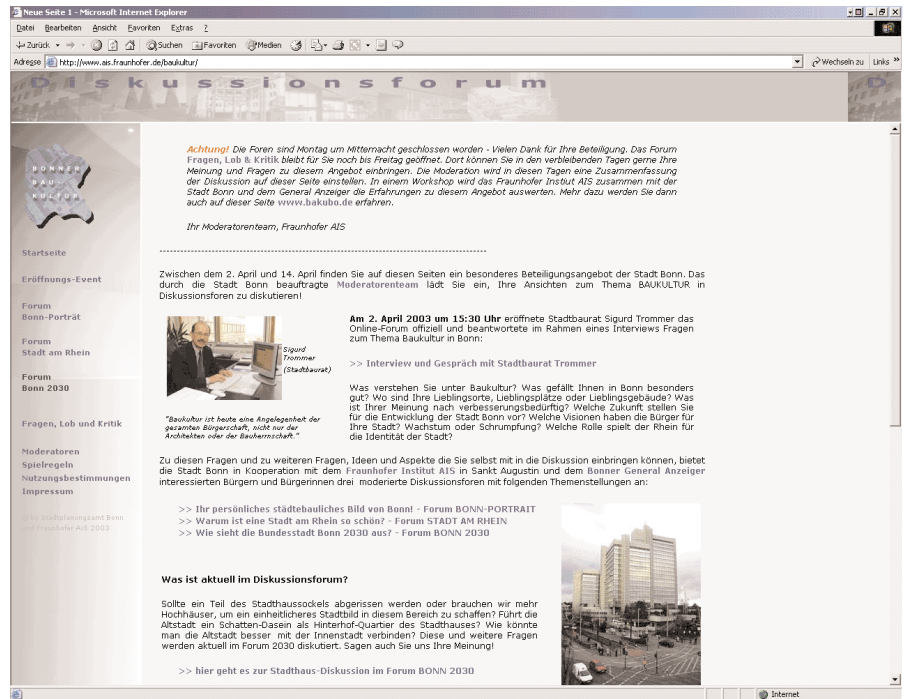 Neue Seite 1 - Microsoft Internet Explorer
Datei Bearbeiten Ansicht Favoriten Extras ?
Zurück Suchen Favoriten Medien
Adresse http://www.ais.fraunhofer.de/baukultur/ Wechseln zu Links »
Diskussionsforum
BONNER
BAU-
KULTUR
Startseite
Eröffnungs-Event
Forum
Bonn-Porträt
Forum
Stadt am Rhein
Forum
Bonn 2030
Fragen, Lob und Kritik
Moderatoren
Spielregeln
Nutzungsbestimmungen
Impressum
© by Stadtplanungsamt Bonn
und Fraunhofer AiS 2003
Achtung! Die Foren sind Montag um Mitternacht geschlossen worden - Vielen Dank für Ihre Beteiligung. Das Forum
Fragen, Lob & Kritik bleibt für Sie noch bis Freitag geöffnet. Dort können Sie in den verbleibenden Tagen gerne Ihre
Meinung und Fragen zu diesem Angebot einbringen. Die Moderation wird in diesen Tagen eine Zusammenfassung
der Diskussion auf dieser Seite einstellen. In einem Workshop wird das Fraunhofer Instiut AIS zusammen mit der
Stadt Bonn und dem General Anzeiger die Erfahrungen zu diesem Angebot auswerten. Mehr dazu werden Sie dann
auch auf dieser Seite www.bakubo.de erfahren.
Ihr Moderatorenteam, Fraunhofer AIS
--------------------------------------------------------------------------------------------
Zwischen dem 2. April und 14. April finden Sie auf diesen Seiten ein besonderes Beteiligungsangebot der Stadt Bonn. Das
durch die Stadt Bonn beauftragte Moderatorenteam lädt Sie ein, Ihre Ansichten zum Thema BAUKULTUR in
Diskussionsforen zu diskutieren!
Sigurd
Trommer
(Stadtbaurat)
"Baukultur ist heute eine Angelegenheit der
gesamten Bürgerschaft, nicht nur der
Architekten oder der Bauherrnschaft."
Am 2. April 2003 um 15:30 Uhr eröffnete Stadtbaurat Sigurd Trommer das
Online-Forum offiziell und beantwortete im Rahmen eines Interviews Fragen
zum Thema Baukultur in Bonn:
>> Interview und Gespräch mit Stadtbaurat Trommer
Was verstehen Sie unter Baukultur? Was gefällt Ihnen in Bonn besonders
gut? Wo sind Ihre Lieblingsorte, Lieblingsplätze oder Lieblingsgebäude? Was
ist Ihrer Meinung nach verbesserungsbedürftig? Welche Zukunft stellen Sie
für die Entwicklung der Stadt Bonn vor? Welche Visionen haben die Bürger für
Ihre Stadt? Wachstum oder Schrumpfung? Welche Rolle spielt der Rhein für
die Identität der Stadt?
Zu diesen Fragen und zu weiteren Fragen, Ideen und Aspekte die Sie selbst mit in die Diskussion einbringen können, bietet
die Stadt Bonn in Kooperation mit dem Fraunhofer Institut AIS in Sankt Augustin und dem Bonner General Anzeiger
interessierten Bürgern und Bürgerinnen drei moderierte Diskussionsforen mit folgenden Themenstellungen an:
>> Ihr persönliches städtebauliches Bild von Bonn! - Forum BONN-PORTRAIT
>> Warum ist eine Stadt am Rhein so schön? - Forum STADT AM RHEIN
>> Wie sieht die Bundesstadt Bonn 2030 aus? - Forum BONN 2030
Was ist aktuell im Diskussionsforum?
Sollte ein Teil des Stadthaussockels abgerissen werden oder brauchen wir mehr
Hochhäuser, um ein einheitlicheres Stadtbild in diesem Bereich zu schaffen? Führt die
Altstadt ein Schatten-Dasein als Hinterhof-Quartier des Stadthauses? Wie könnte
man die Altstadt besser mit der Innenstadt verbinden? Diese und weitere Fragen
werden aktuell im Forum 2030 diskutiert. Sagen auch Sie uns Ihre Meinung!
>> hier geht es zur Stadthaus-Diskussion im Forum BONN 2030
Internet